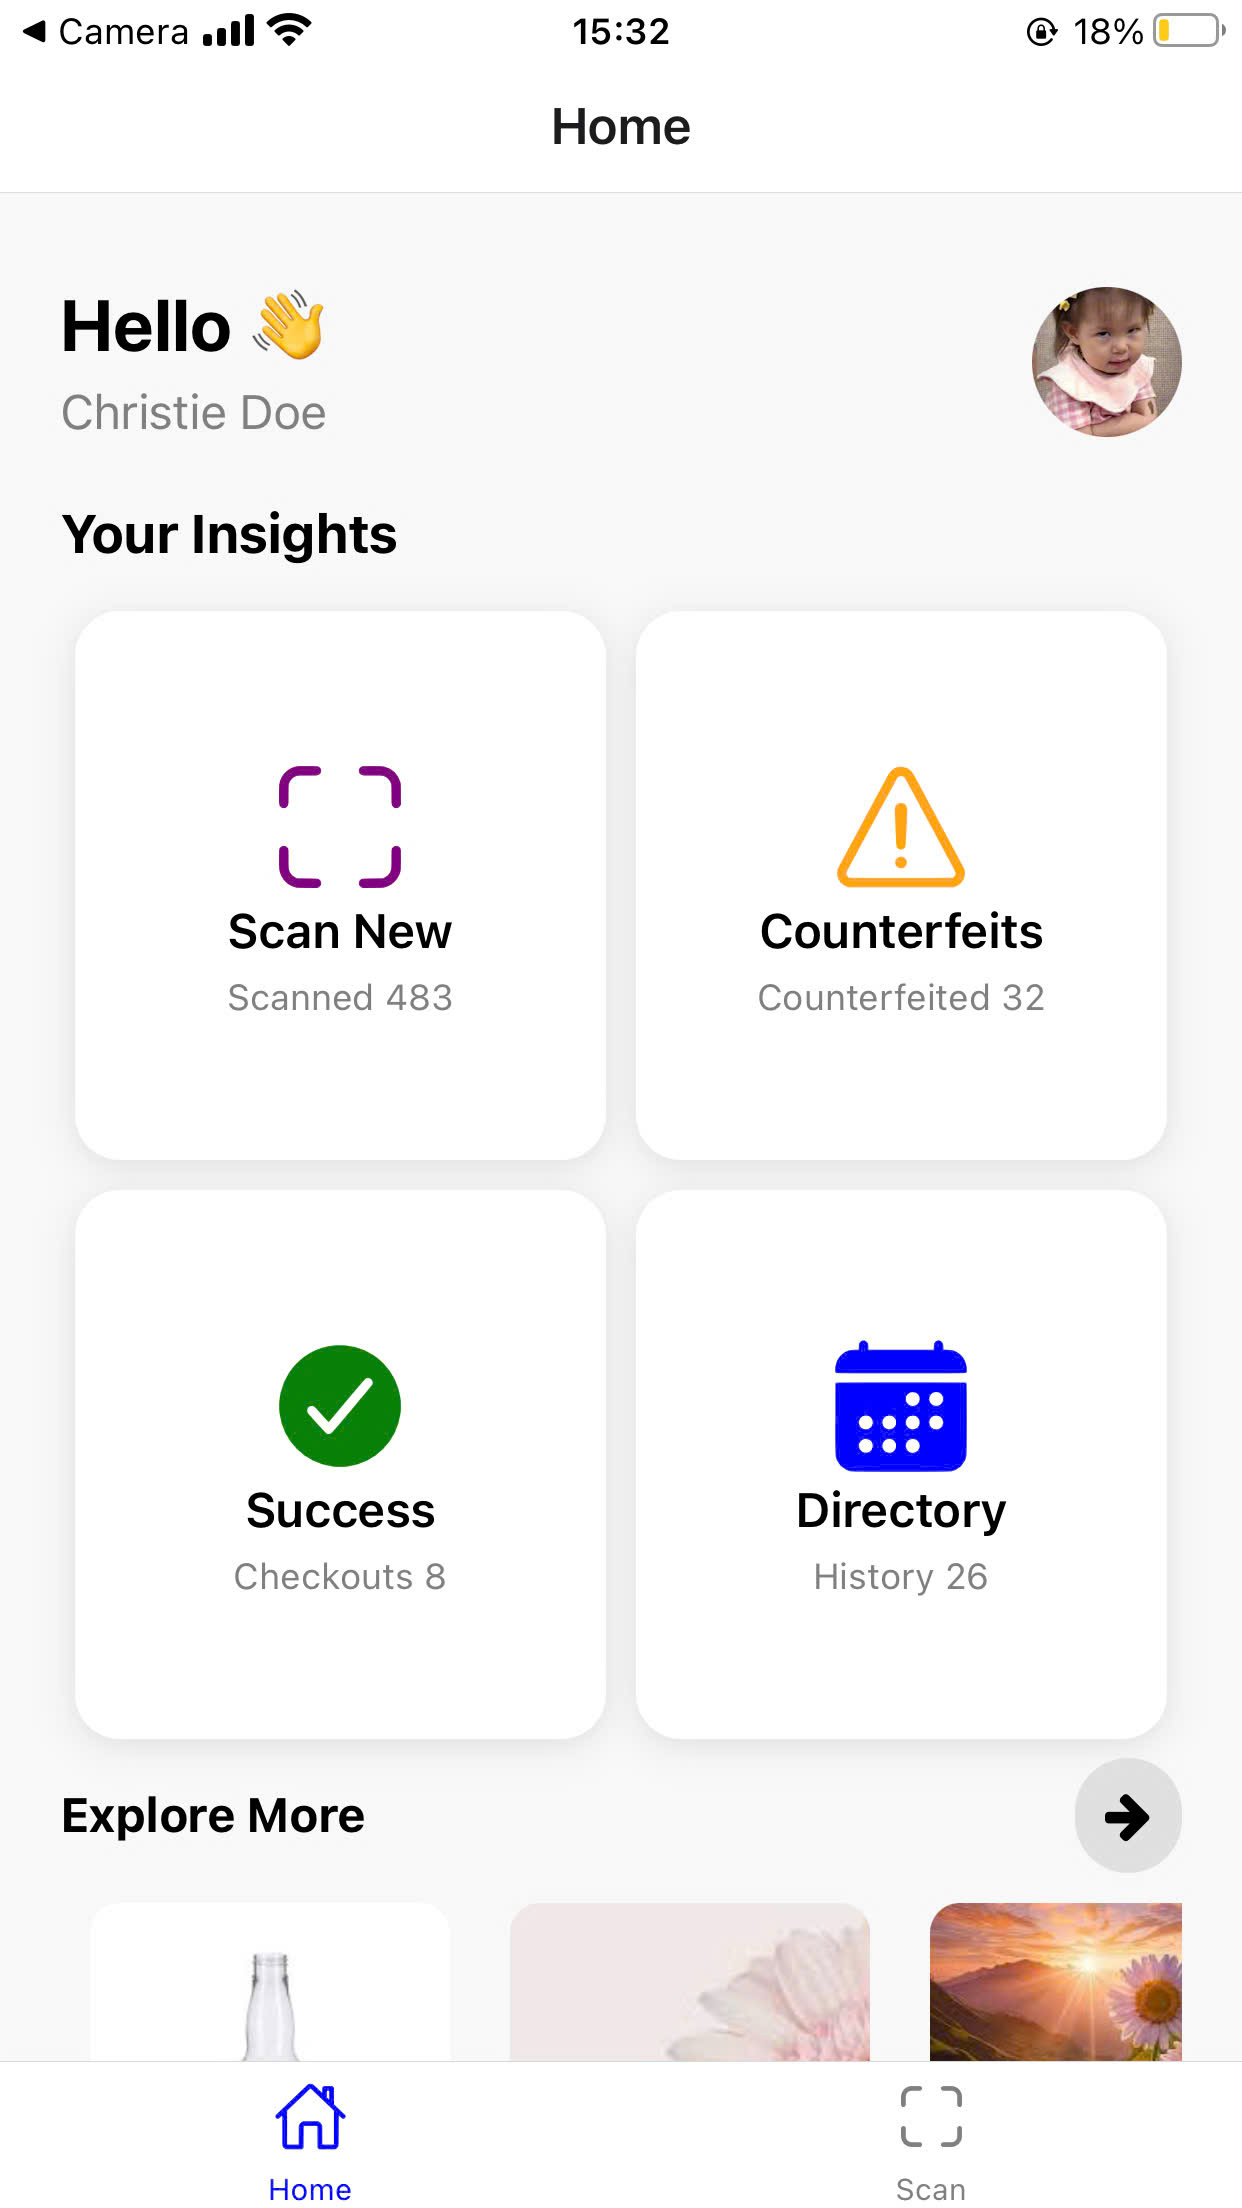 Camera 15:32 18%
Home
Hello 👋
Christie Doe
Your Insights
Scan New
Scanned 483
Counterfeits
Counterfeited 32
Success
Checkouts 8
Directory
History 26
Explore More
Home
Scan